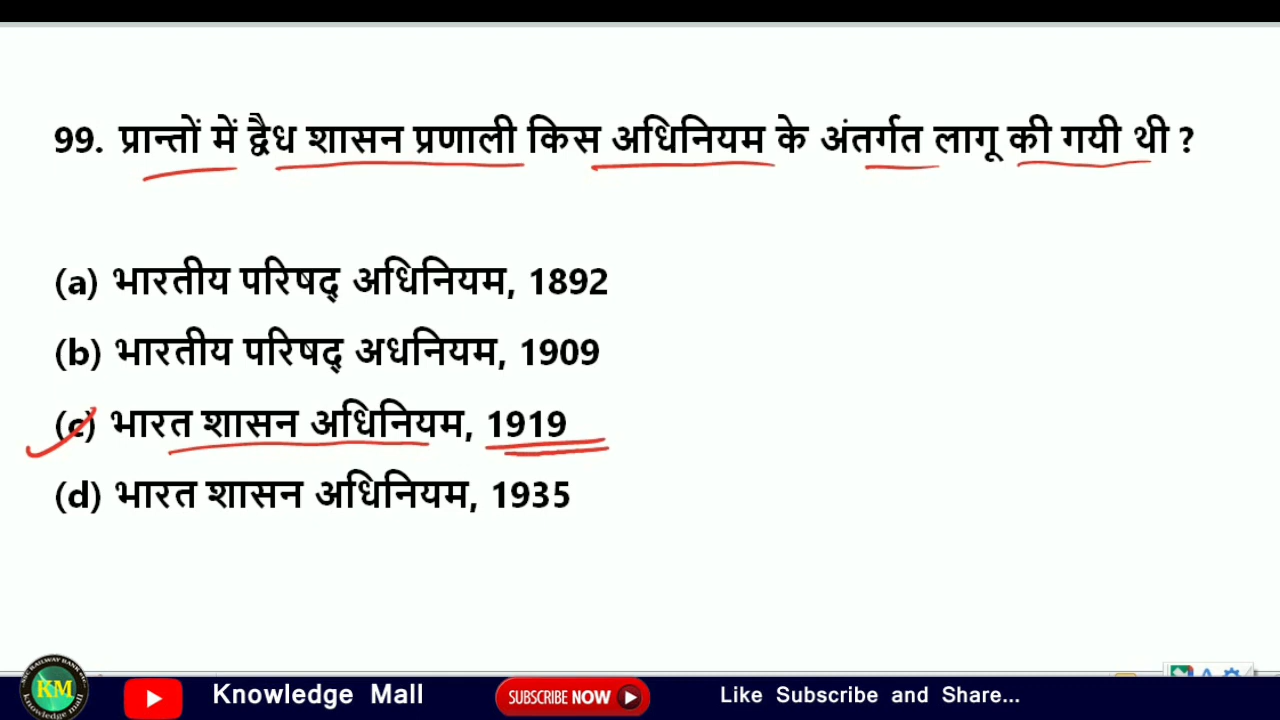 99. प्रान्तों में द्वैध शासन प्रणाली किस अधिनियम के अंतर्गत लागू की गयी थी ?
(a) भारतीय परिषद् अधिनियम, 1892
(b) भारतीय परिषद् अधनियम, 1909
(c) भारत शासन अधिनियम, 1919
(d) भारत शासन अधिनियम, 1935
KM
Knowledge Mall
SUBSCRIBE NOW
Like Subscribe and Share...